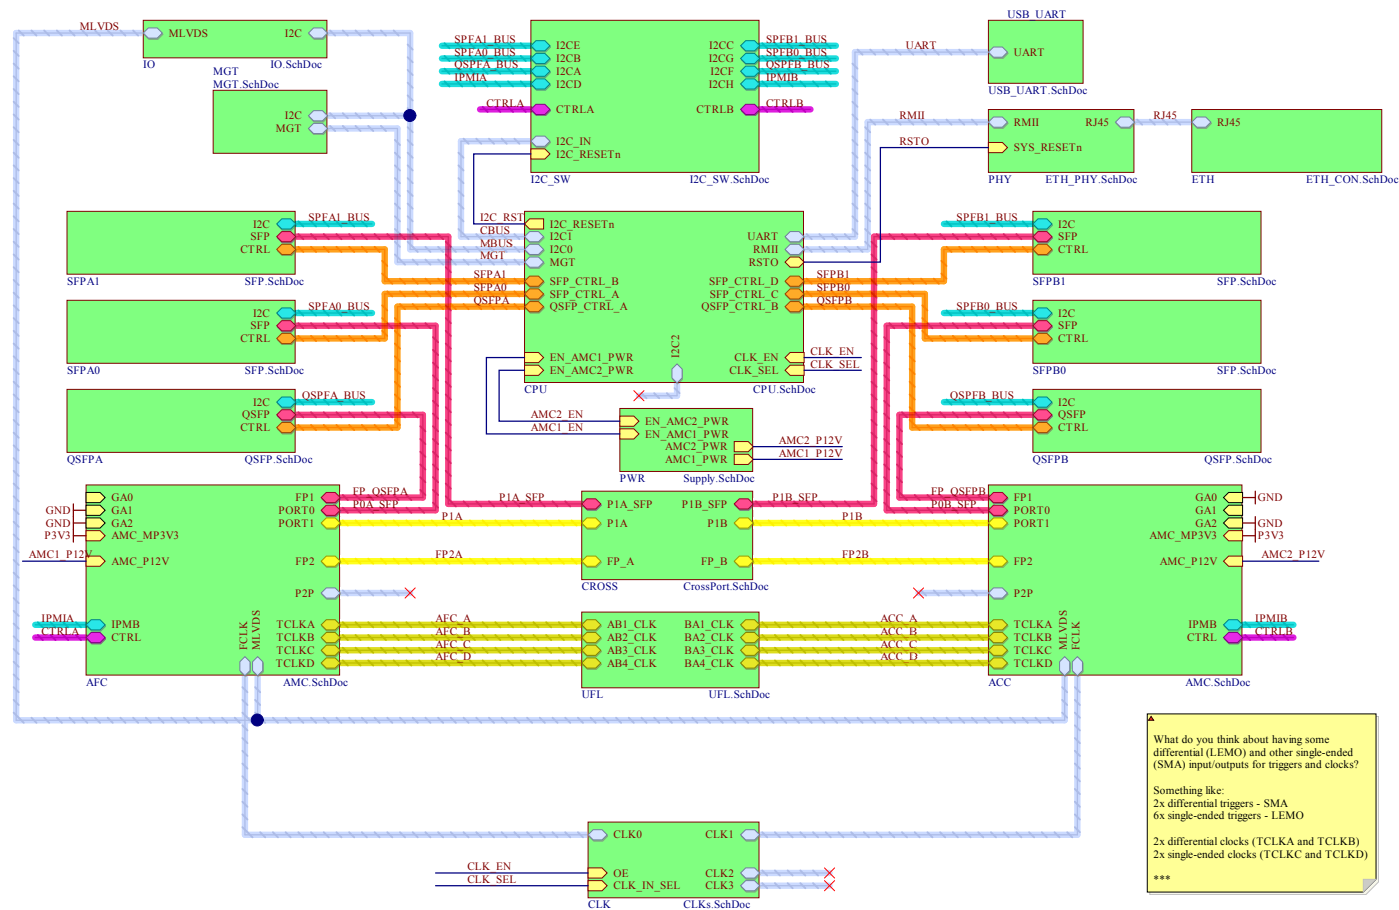 MLVDS
MLVDS
I2C
IO
IO.SchDoc
MGT
MGT.SchDoc
I2C
MGT
SPFA1_BUS
SPFA0_BUS
QSPFA_BUS
IPMIA
CTRLA
I2CE
I2CB
I2CA
I2CD
CTRLA
I2C_IN
I2C_RESETn
I2CC
I2CG
I2CF
I2CH
CTRLB
SPFB1_BUS
SPFB0_BUS
QSPFB_BUS
IPMIB
CTRLB
I2C_SW
I2C_SW.SchDoc
USB_UART
UART
UART
USB_UART.SchDoc
RMII
RSTO
RMII
SYS_RESETn
RJ45
PHY
ETH_PHY.SchDoc
RJ45
RJ45
ETH
ETH_CON.SchDoc
SPFA1_BUS
I2C
SFP
CTRL
SFPA1
SFP.SchDoc
SPFA0_BUS
I2C
SFP
CTRL
SFPA0
SFP.SchDoc
QSPFA_BUS
I2C
QSFP
CTRL
QSFPA
QSFP.SchDoc
I2C_RST
CBUS
MBUS
MGT
SFPA1
SFPA0
QSFPA
I2C_RESETn
I2C1
I2C0
MGT
SFP_CTRL_B
SFP_CTRL_A
QSFP_CTRL_A
EN_AMC1_PWR
EN_AMC2_PWR
I2C2
UART
RMII
RSTO
SFP_CTRL_D
SFP_CTRL_C
QSFP_CTRL_B
CLK_EN
CLK_SEL
SFPB1
SFPB0
QSFPB
CLK_EN
CLK_SEL
CPU
CPU.SchDoc
SPFB1_BUS
I2C
SFP
CTRL
SFPB1
SFP.SchDoc
SPFB0_BUS
I2C
SFP
CTRL
SFPB0
SFP.SchDoc
QSPFB_BUS
I2C
QSFP
CTRL
QSFPB
QSFP.SchDoc
AMC2_EN
AMC1_EN
EN_AMC2_PWR
EN_AMC1_PWR
AMC2_PWR
AMC1_PWR
AMC2_P12V
AMC1_P12V
PWR
Supply.SchDoc
GND
GND
P3V3
AMC1_P12V
IPMIA
CTRLA
GA0
GA1
GA2
AMC_MP3V3
AMC_P12V
IPMB
CTRL
FCLK
MLVDS
FP1
PORT0
PORT1
FP2
P2P
TCLKA
TCLKB
TCLKC
TCLKD
AFC
AMC.SchDoc
FP_QSFPA
P0A_SFP
P1A
P1A_SFP
FP2A
AFC_A
AFC_B
AFC_C
AFC_D
P1A_SFP
P1A
FP_A
P1B_SFP
P1B
FP_B
CROSS
CrossPort.SchDoc
AB1_CLK
AB2_CLK
AB3_CLK
AB4_CLK
BA1_CLK
BA2_CLK
BA3_CLK
BA4_CLK
UFL
UFL.SchDoc
P1B_SFP
P1B
FP2B
FP_QSFPB
P0B_SFP
ACC_A
ACC_B
ACC_C
ACC_D
FP1
PORT0
PORT1
FP2
P2P
TCLKA
TCLKB
TCLKC
TCLKD
MLVDS
FCLK
GA0
GA1
GA2
AMC_MP3V3
AMC_P12V
IPMB
CTRL
GND
GND
P3V3
AMC2_P12V
IPMIB
CTRLB
ACC
AMC.SchDoc
CLK_EN
CLK_SEL
CLK0
OE
CLK_IN_SEL
CLK1
CLK2
CLK3
CLK
CLKs.SchDoc
What do you think about having some
differential (LEMO) and other single-ended
(SMA) input/outputs for triggers and clocks?
Something like:
2x differential triggers - SMA
6x single-ended triggers - LEMO
2x differential clocks (TCLKA and TCLKB)
2x single-ended clocks (TCLKC and TCLKD)
***